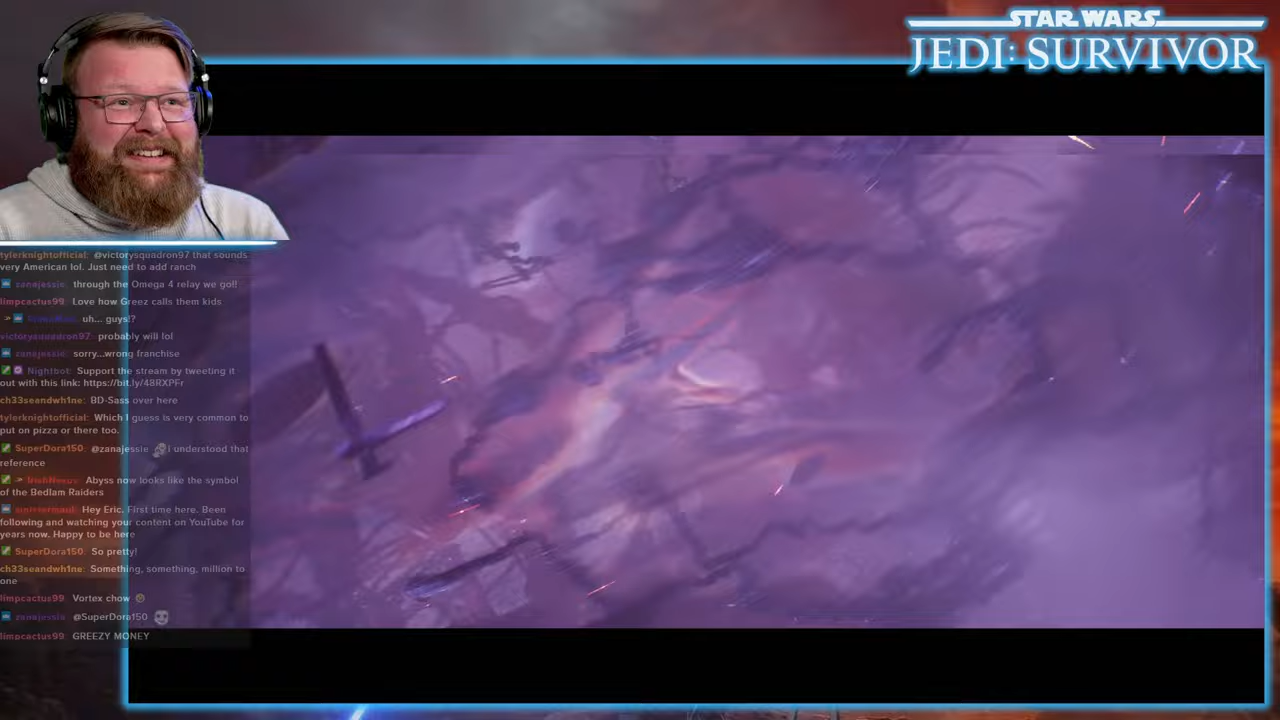 STAR WARS
JEDI: SURVIVOR
tylerknightofficial: @victorysquadron97 that sounds
very American lol. Just need to add ranch
zanajessie: through the Omega 4 relay we go!!
limpcactus99: Love how Greez calls them kids
uh... guys!?
victorysquadron97: probably will lol
zanajessie: sorry...wrong franchise
Nightbot: Support the stream by tweeting it
out with this link: https://bit.ly/48RXPFr
ch33seandwh1ne: BD-Sass over here
tylerknightofficial: Which I guess is very common to
put on pizza or there too.
SuperDora150: @zanajessie i understood that
reference
Abyss now looks like the symbol
of the Bedlam Raiders
Hey Eric. First time here. Been
following and watching your content on YouTube for
years now. Happy to be here
SuperDora150: So pretty!
ch33seandwh1ne: Something, something, million to
one
limpcactus99: Vortex chow
zanajessie: @SuperDora150
limpcactus99: GREEZY MONEY